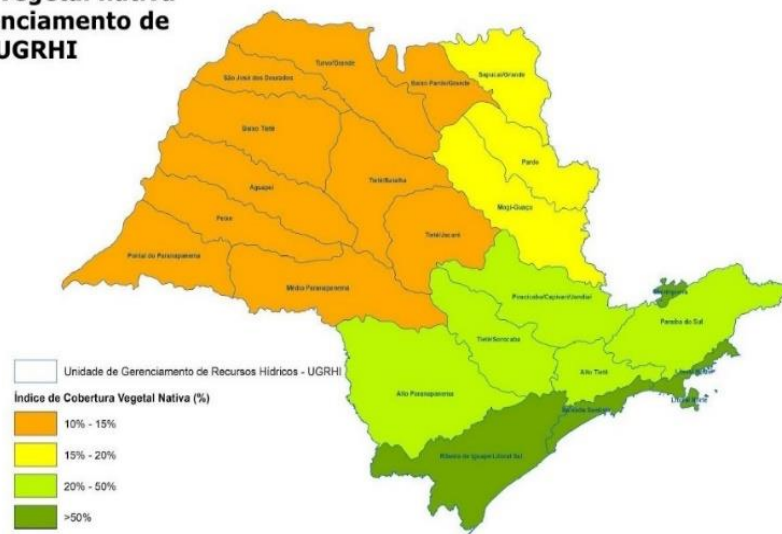 egetal nativa
nciamento de
UGRHI
Turvo/Grande
São José dos Dourados
Baixo Pardo/Grande
Sapucaí/Grande
Baixo Tietê
Pardo
Tietê/Batalha
Aguapeí
Mogi-Guaçu
Peixe
Tietê/Jacaré
Pontal do Paranapanema
Médio Paranapanema
Mantiqueira
Piracicaba/Capivari/Jundiaí
Paraíba do Sul
Tietê/Sorocaba
Unidade de Gerenciamento de Recursos Hídricos - UGRHI
Alto Tietê
Alto Paranapanema
Índice de Cobertura Vegetal Nativa (%)
Baixada Santista
Litoral Norte
10% - 15%
15% - 20%
Ribeira de Iguape/Litoral Sul
20% - 50%
>50%